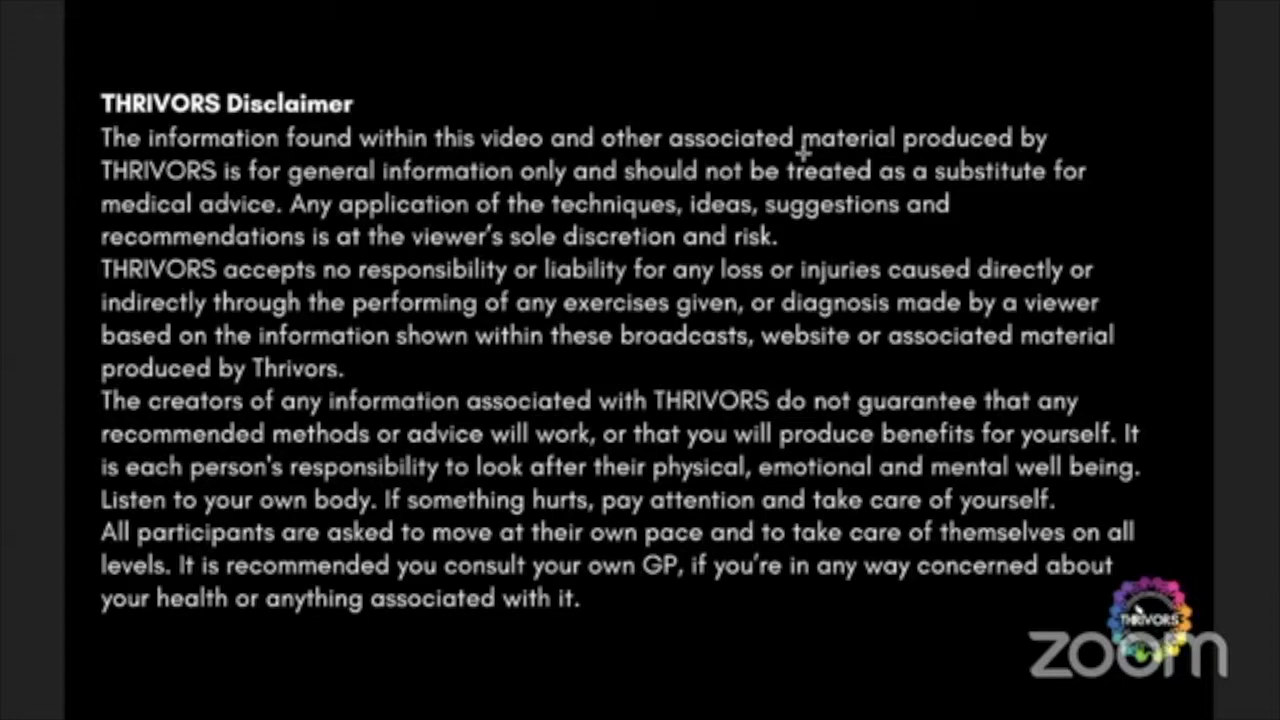 THRIVORS Disclaimer
The information found within this video and other associated material produced by
THRIVORS is for general information only and should not be treated as a substitute for
medical advice. Any application of the techniques, ideas, suggestions and
recommendations is at the viewer's sole discretion and risk.
THRIVORS accepts no responsibility or liability for any loss or injuries caused directly or
indirectly through the performing of any exercises given, or diagnosis made by a viewer
based on the information shown within these broadcasts, website or associated material
produced by Thrivors.
The creators of any information associated with THRIVORS do not guarantee that any
recommended methods or advice will work, or that you will produce benefits for yourself. It
is each person's responsibility to look after their physical, emotional and mental well being.
Listen to your own body. If something hurts, pay attention and take care of yourself.
All participants are asked to move at their own pace and to take care of themselves on all
levels. It is recommended you consult your own GP, if you're in any way concerned about
your health or anything associated with it.
THRIVORS
zoom